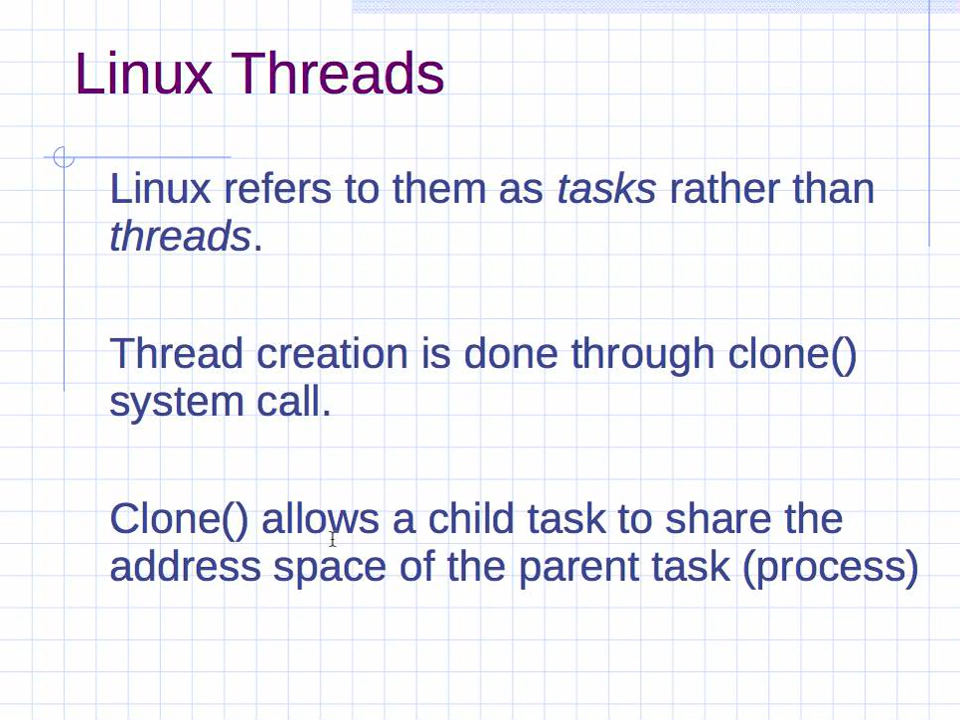 Linux Threads
Linux refers to them as tasks rather than
threads.
Thread creation is done through clone()
system call.
Clone() allows a child task to share the
address space of the parent task (process)